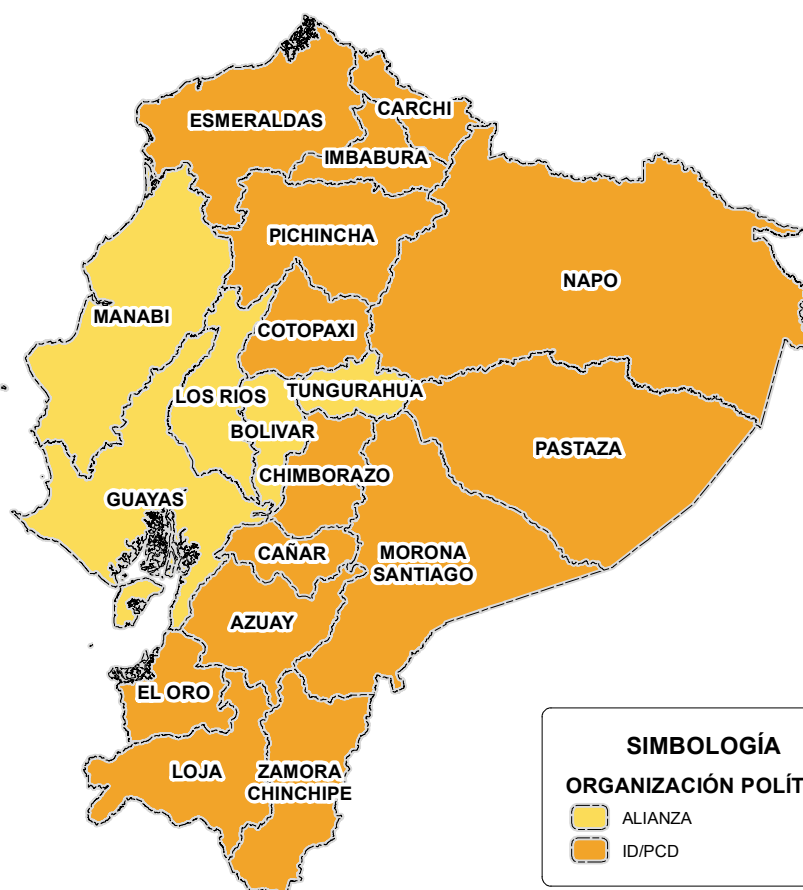 ESMERALDAS
CARCHI
IMBABURA
PICHINCHA
NAPO
MANABI
COTOPAXI
LOS RIOS
TUNGURAHUA
BOLIVAR
PASTAZA
CHIMBORAZO
GUAYAS
CAÑAR
MORONA
SANTIAGO
AZUAY
EL ORO
LOJA
ZAMORA
CHINCHIPE
SIMBOLOGÍA
ORGANIZACIÓN POLÍT
ALIANZA
ID/PCD